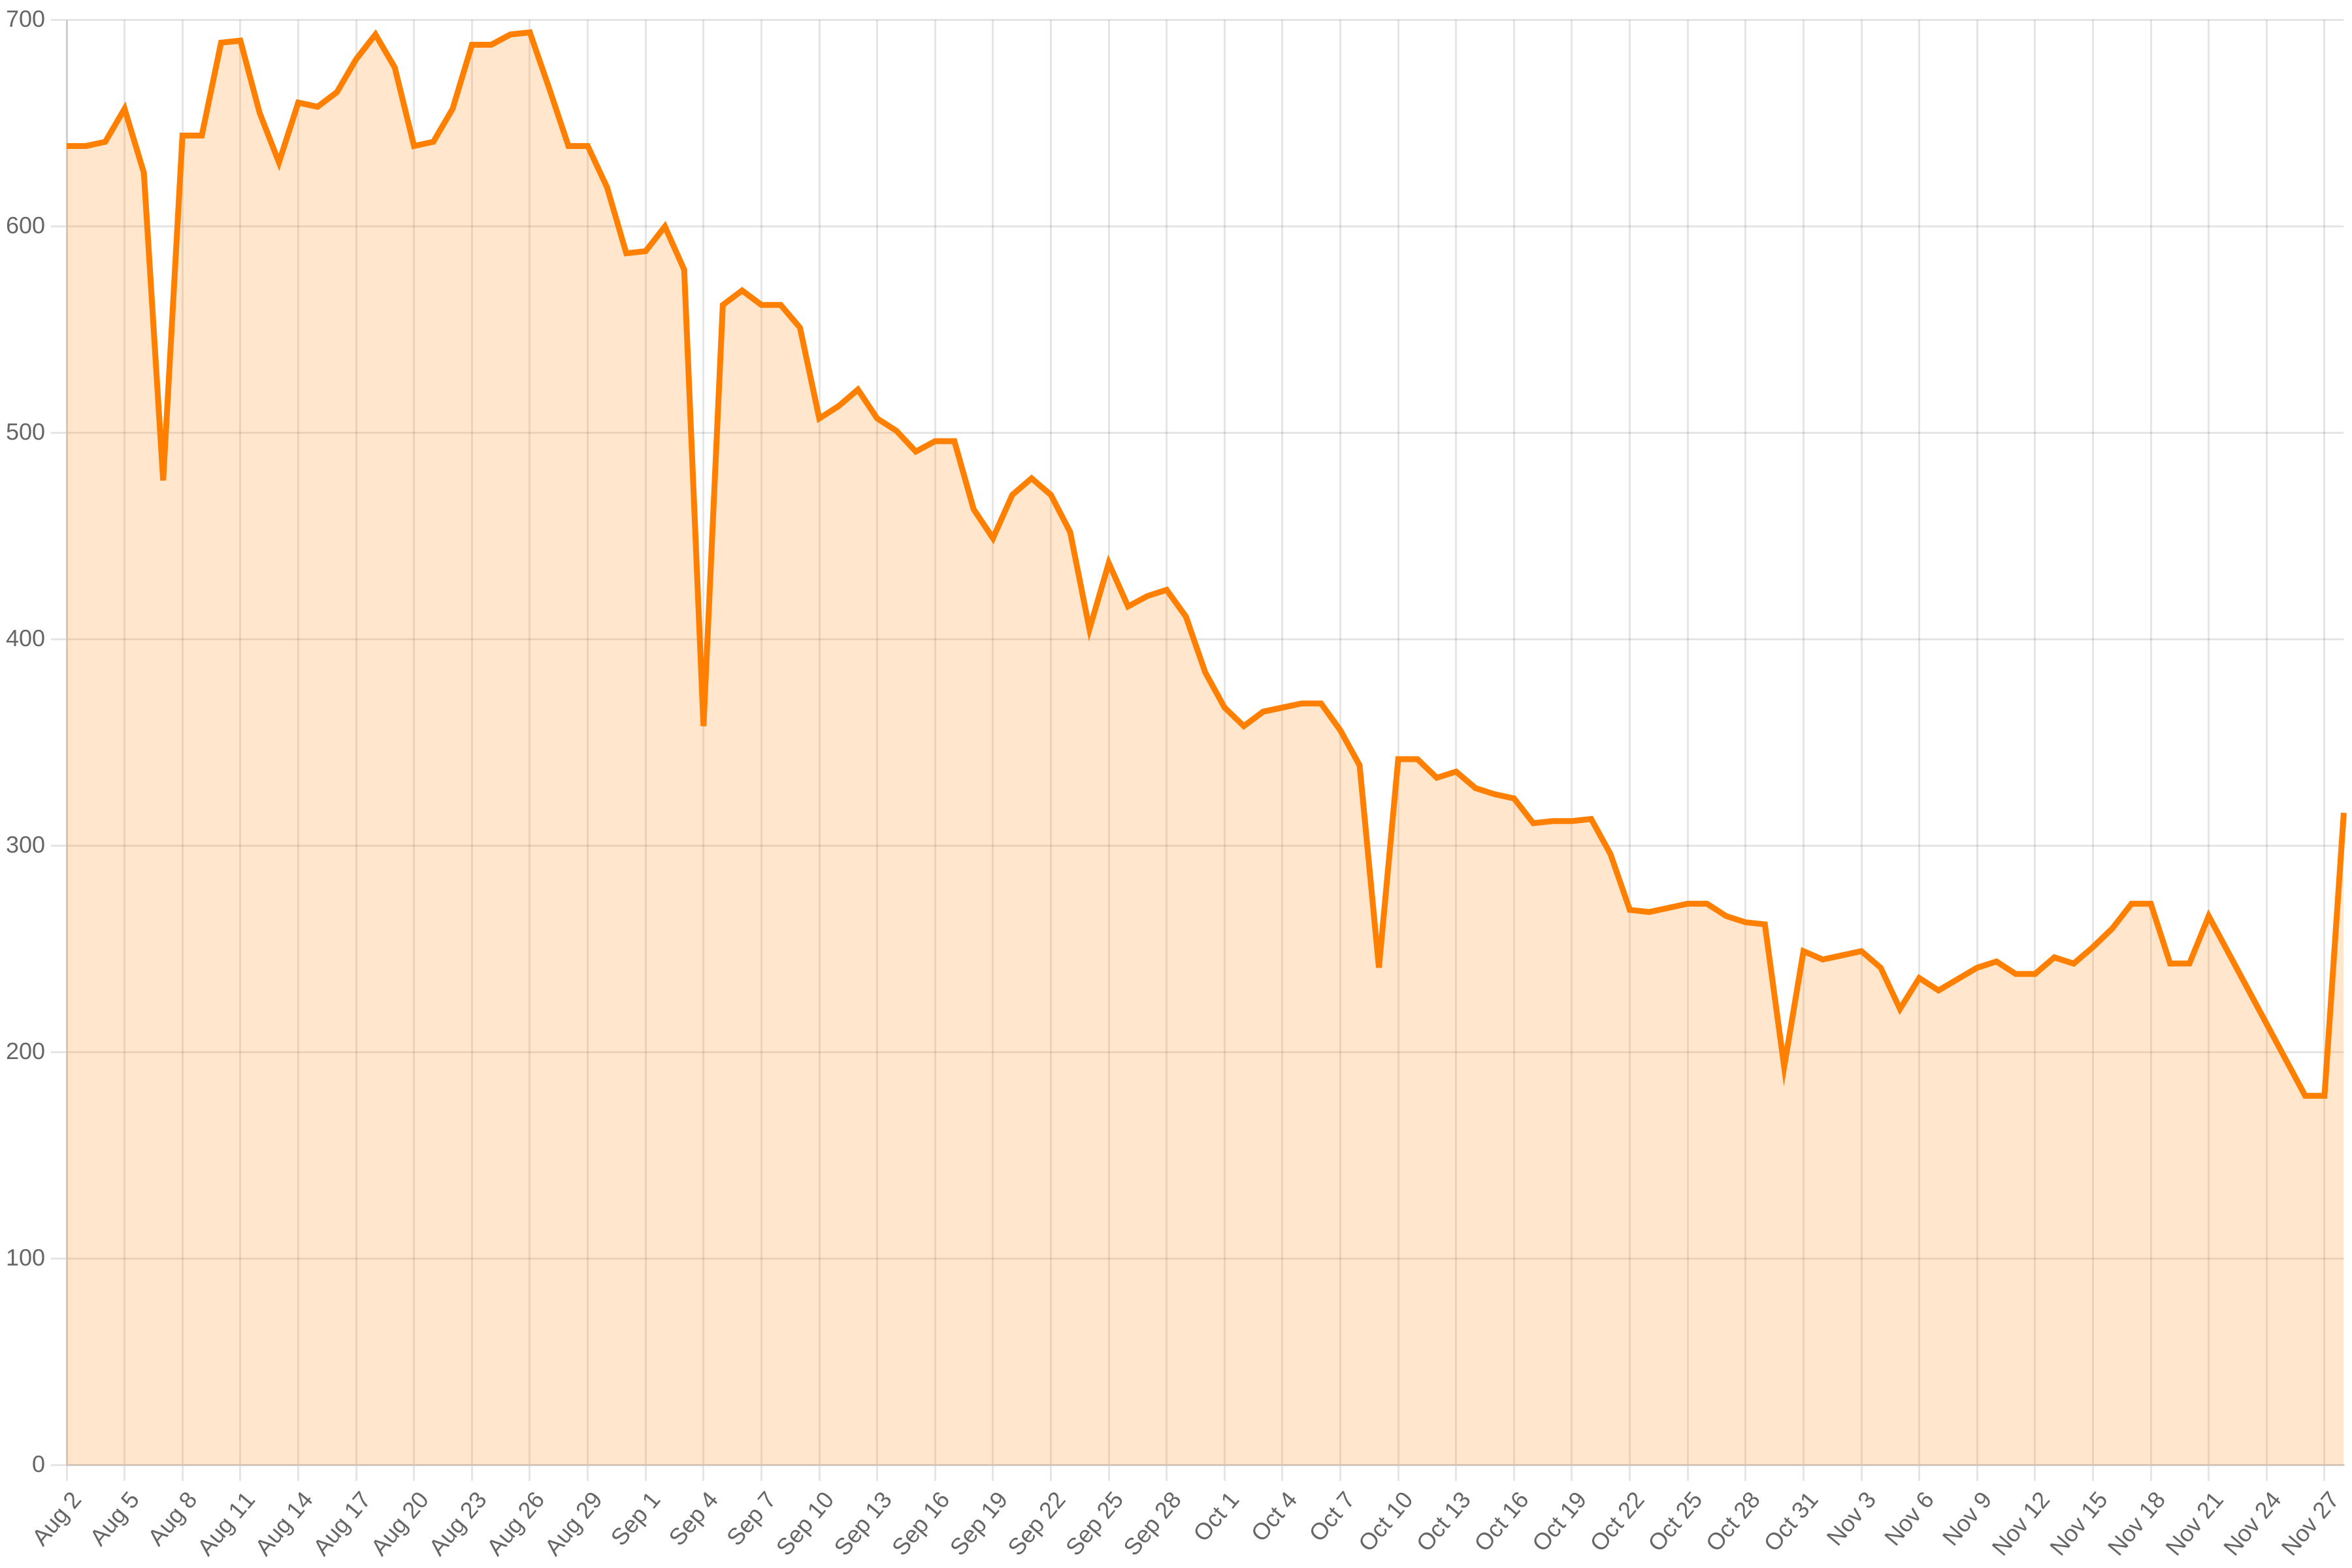 700
600
500
400
300
200
100
0
Aug 2
Aug 5
Aug 8
Aug 11
Aug 14
Aug 17
Aug 20
Aug 23
Aug 26
Aug 29
Sep 1
Sep 4
Sep 7
Sep 10
Sep 13
Sep 16
Sep 19
Sep 22
Sep 25
Sep 28
Oct 1
Oct 4
Oct 7
Oct 10
Oct 13
Oct 16
Oct 19
Oct 22
Oct 25
Oct 28
Oct 31
Nov 3
Nov 6
Nov 9
Nov 12
Nov 15
Nov 18
Nov 21
Nov 24
Nov 27